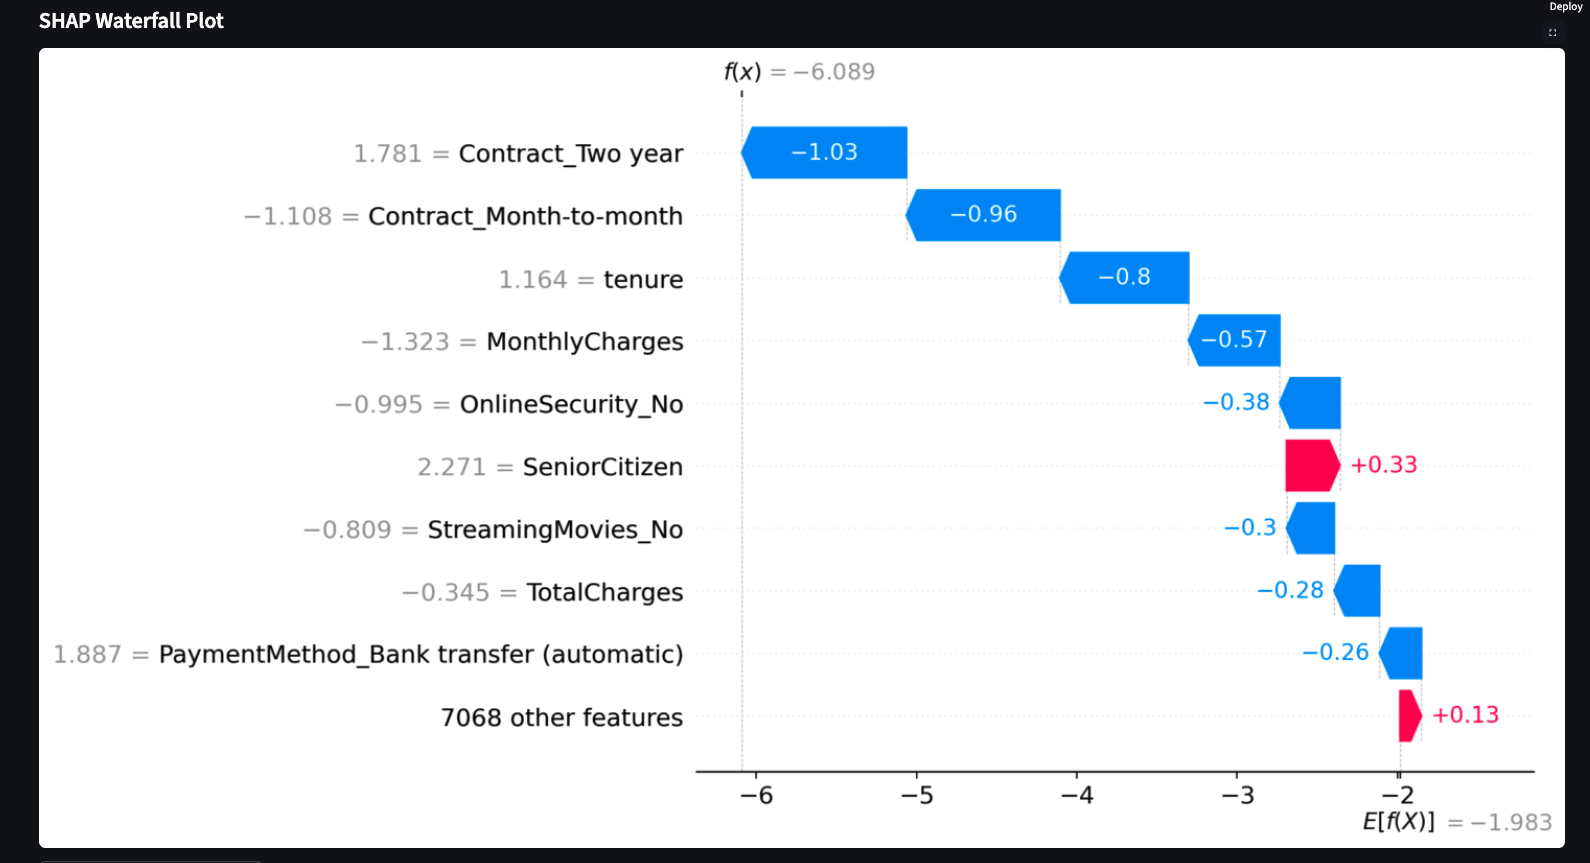 Deploy
SHAP Waterfall Plot
f(x) = −6.089
1.781 = Contract_Two year
−1.03
−1.108 = Contract_Month-to-month
−0.96
1.164 = tenure
−0.8
−1.323 = MonthlyCharges
−0.57
−0.995 = OnlineSecurity_No
−0.38
2.271 = SeniorCitizen
+0.33
−0.809 = StreamingMovies_No
−0.3
−0.345 = TotalCharges
−0.28
1.887 = PaymentMethod_Bank transfer (automatic)
−0.26
7068 other features
+0.13
−6 −5 −4 −3 −2
E[f(X)] = −1.983